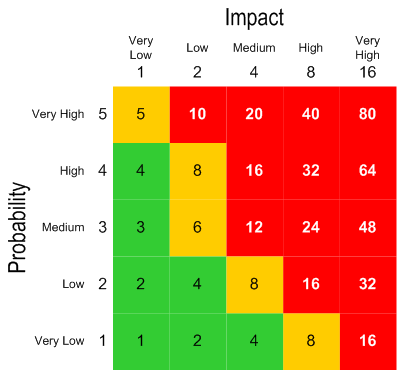 Impact
Very Low Low Medium High Very High
1 2 4 8 16
Probability
Very High 5 5 10 20 40 80
High 4 4 8 16 32 64
Medium 3 3 6 12 24 48
Low 2 2 4 8 16 32
Very Low 1 1 2 4 8 16